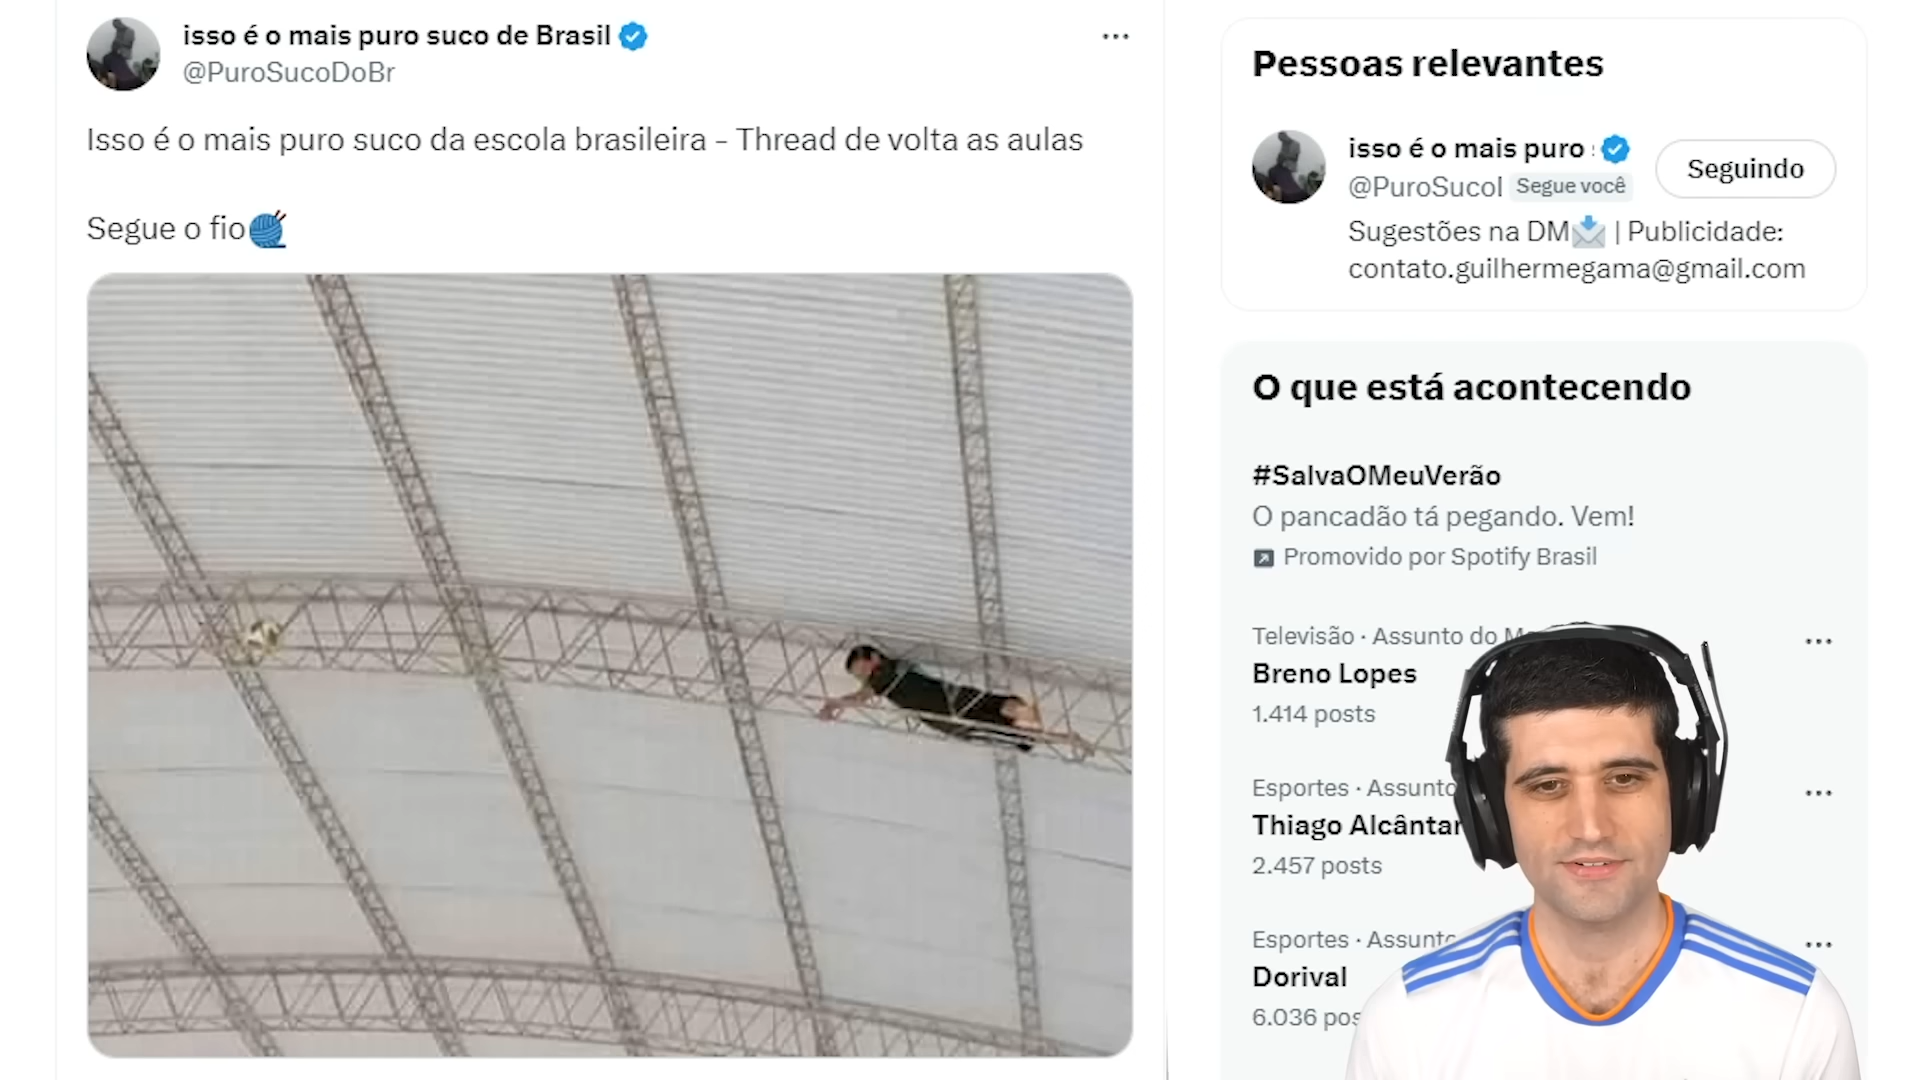 isso é o mais puro suco de Brasil
@PuroSucoDoBr
Isso é o mais puro suco da escola brasileira - Thread de volta as aulas
Segue o fio
Pessoas relevantes
isso é o mais puro
@PuroSucol Segue você
Seguindo
Sugestões na DM | Publicidade:
contato.guilhermegama@gmail.com
O que está acontecendo
#SalvaOMeuVerão
O pancadão tá pegando. Vem!
Promovido por Spotify Brasil
Televisão · Assunto do
Breno Lopes
1.414 posts
Esportes · Assunto
Thiago Alcântar
2.457 posts
Esportes · Assunto
Dorival
6.036 pos